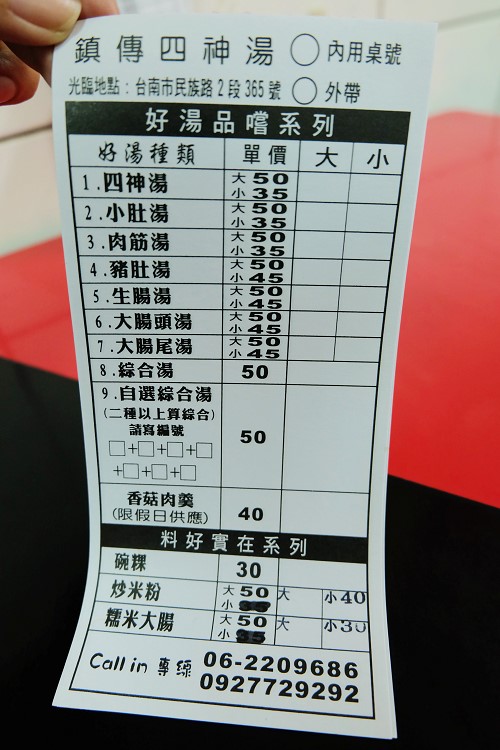 鎮傳四神湯 ○ 內用桌號
光臨地點：台南市民族路2段365號 ○ 外帶
好湯品嚐系列
好湯種類 單價 大 小
1.四神湯 大50 小35
2.小肚湯 大50 小35
3.肉筋湯 大50 小35
4.豬肚湯 大50 小45
5.生腸湯 大50 小45
6.大腸頭湯 大50 小45
7.大腸尾湯 大50 小45
8.綜合湯 50
9.自選綜合湯
(二種以上算綜合)
請寫編號 50
□+□+□+□
+□+□+□
香菇肉羹
(限假日供應) 40
料好實在系列
碗粿 30
炒米粉 大50 小 大 小40
糯米大腸 大50 小35 大 小30
Call in 專線 06-2209686
0927729292